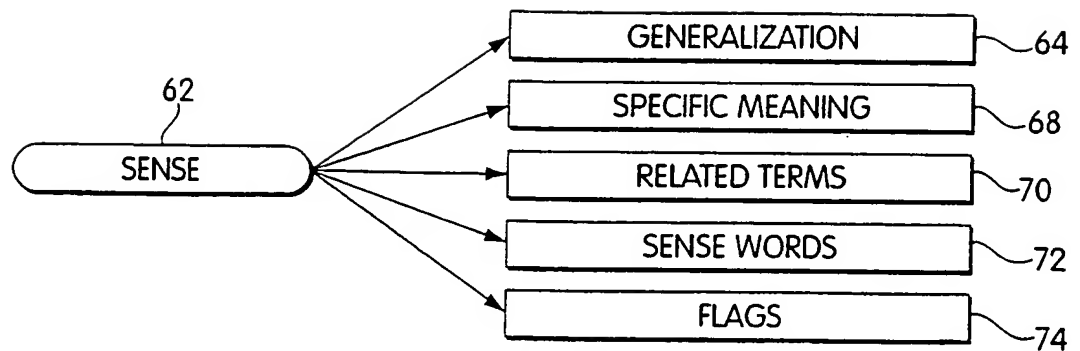 GENERALIZATION
64
62
SPECIFIC MEANING
68
SENSE
RELATED TERMS
70
SENSE WORDS
72
FLAGS
74